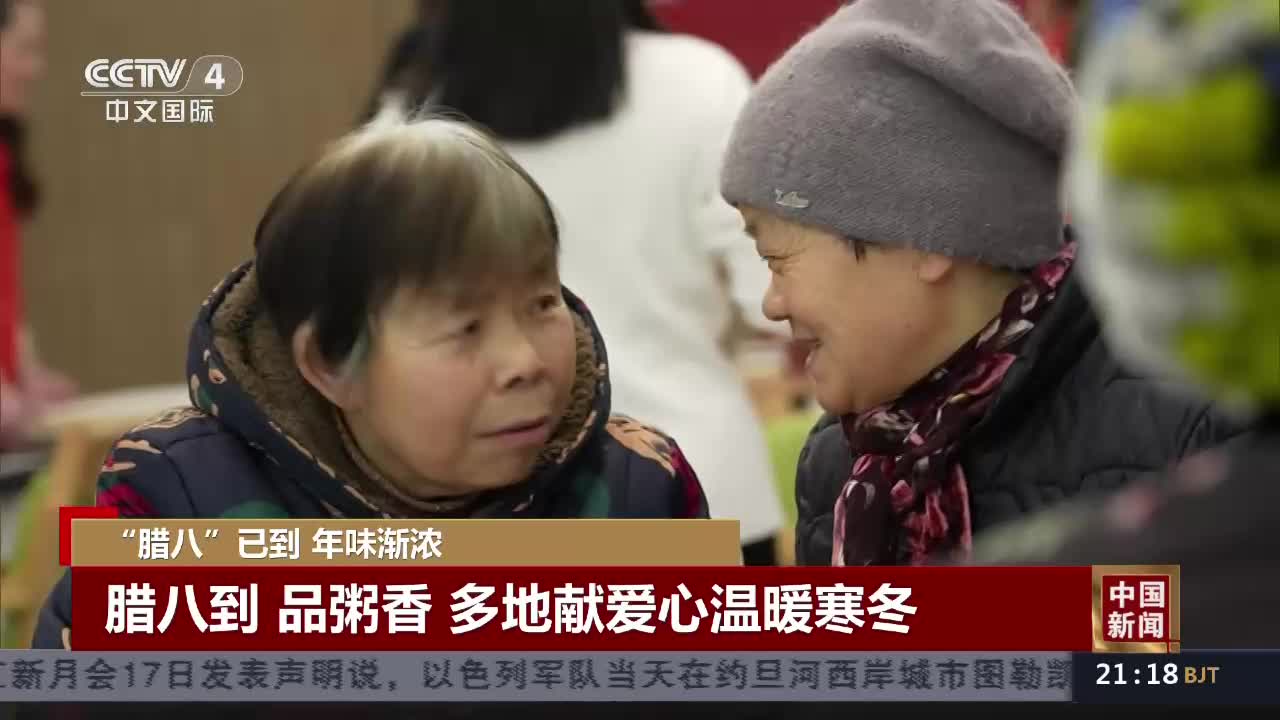 CCTV 4
中文国际
“腊八”已到 年味渐浓
腊八到 品粥香 多地献爱心温暖寒冬
中国
新闻
新月会17日发表声明说，以色列军队当天在约旦河西岸城市图勒凯
21:18 BJT